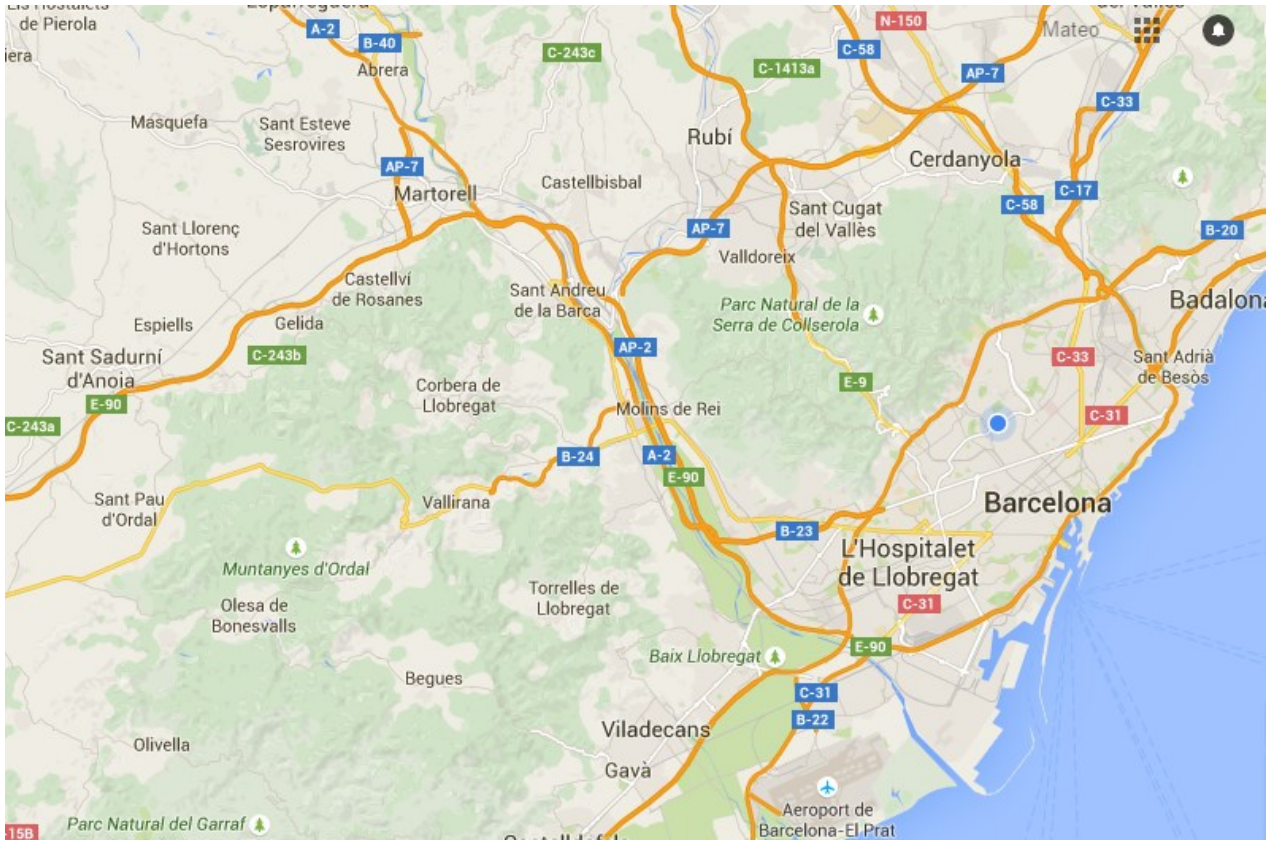 Els Hostalets
de Pierola
Esparreguera
A-2
B-40
Abrera
C-243c
C-1413a
C-58
N-150
Mateo
del Vallès
AP-7
C-33
iera
Masquefa
Sant Esteve
Sesrovires
AP-7
Martorell
Castellbisbal
Rubí
Cerdanyola
C-17
C-58
B-20
Sant Llorenç
d'Hortons
Sant Cugat
del Vallès
AP-7
Valldoreix
Castellví
de Rosanes
Sant Andreu
de la Barca
Parc Natural de la
Serra de Collserola
Badalona
Espiells
Gelida
C-243b
AP-2
C-33
Sant Adrià
de Besòs
Sant Sadurní
d'Anoia
E-90
C-243a
Corbera de
Llobregat
E-9
Molins de Rei
C-31
B-24
A-2
E-90
Sant Pau
d'Ordal
Vallirana
Barcelona
B-23
L'Hospitalet
de Llobregat
Muntanyes d'Ordal
Torrelles de
Llobregat
Olesa de
Bonesvalls
C-31
E-90
Baix Llobregat
Begues
C-31
B-22
Viladecans
Olivella
Gavà
Aeroport de
Barcelona-El Prat
15B
Parc Natural del Garraf
Castelldefels